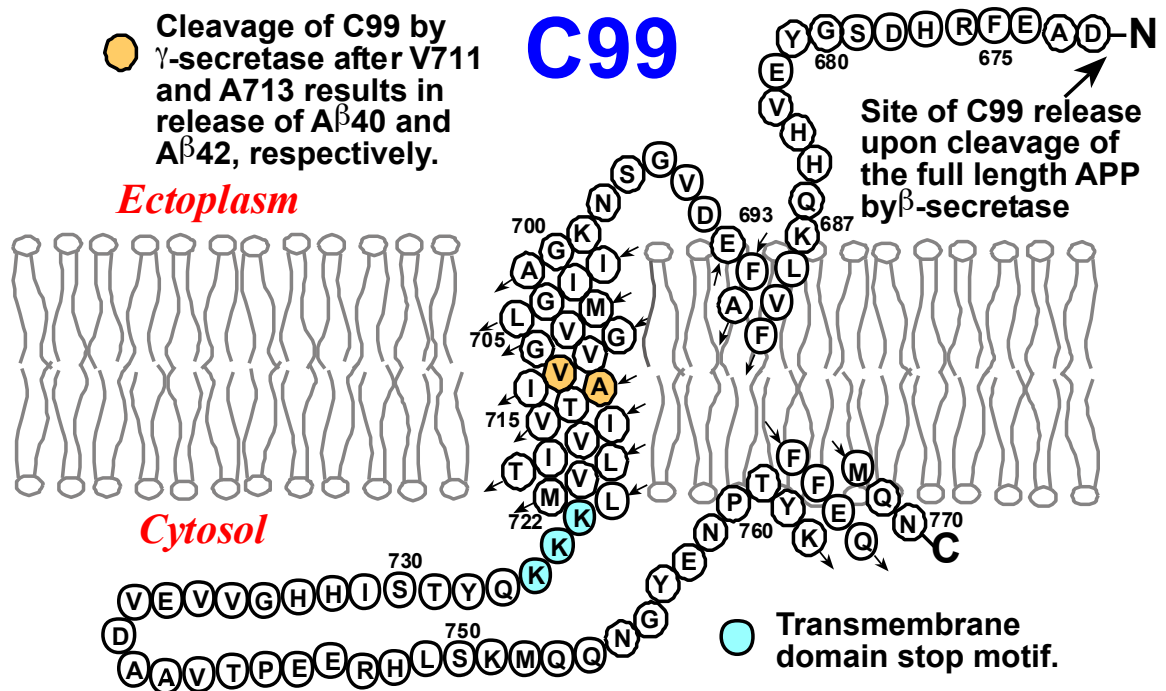 C99
Cleavage of C99 by
γ-secretase after V711
and A713 results in
release of Aβ40 and
Aβ42, respectively.
Y G S D H R F E A D –N
680 675
Site of C99 release
upon cleavage of
the full length APP
by β-secretase
E
V
H
H
Q
K 687
L
V
F
A
F 693
E
D
V
G
S
N
Ectoplasm
700
A G K
L G I I
705
G V M
I V V G
715
V T A
T I V I
M V L
722
K L
K
K
Cytosol
730
V E V V G H H I S T Y Q
D
750
A A V T P E E R H L S K M Q Q N G Y E N P T Y K
760
F F E Q
M Q N
770
C
Transmembrane
domain stop motif.